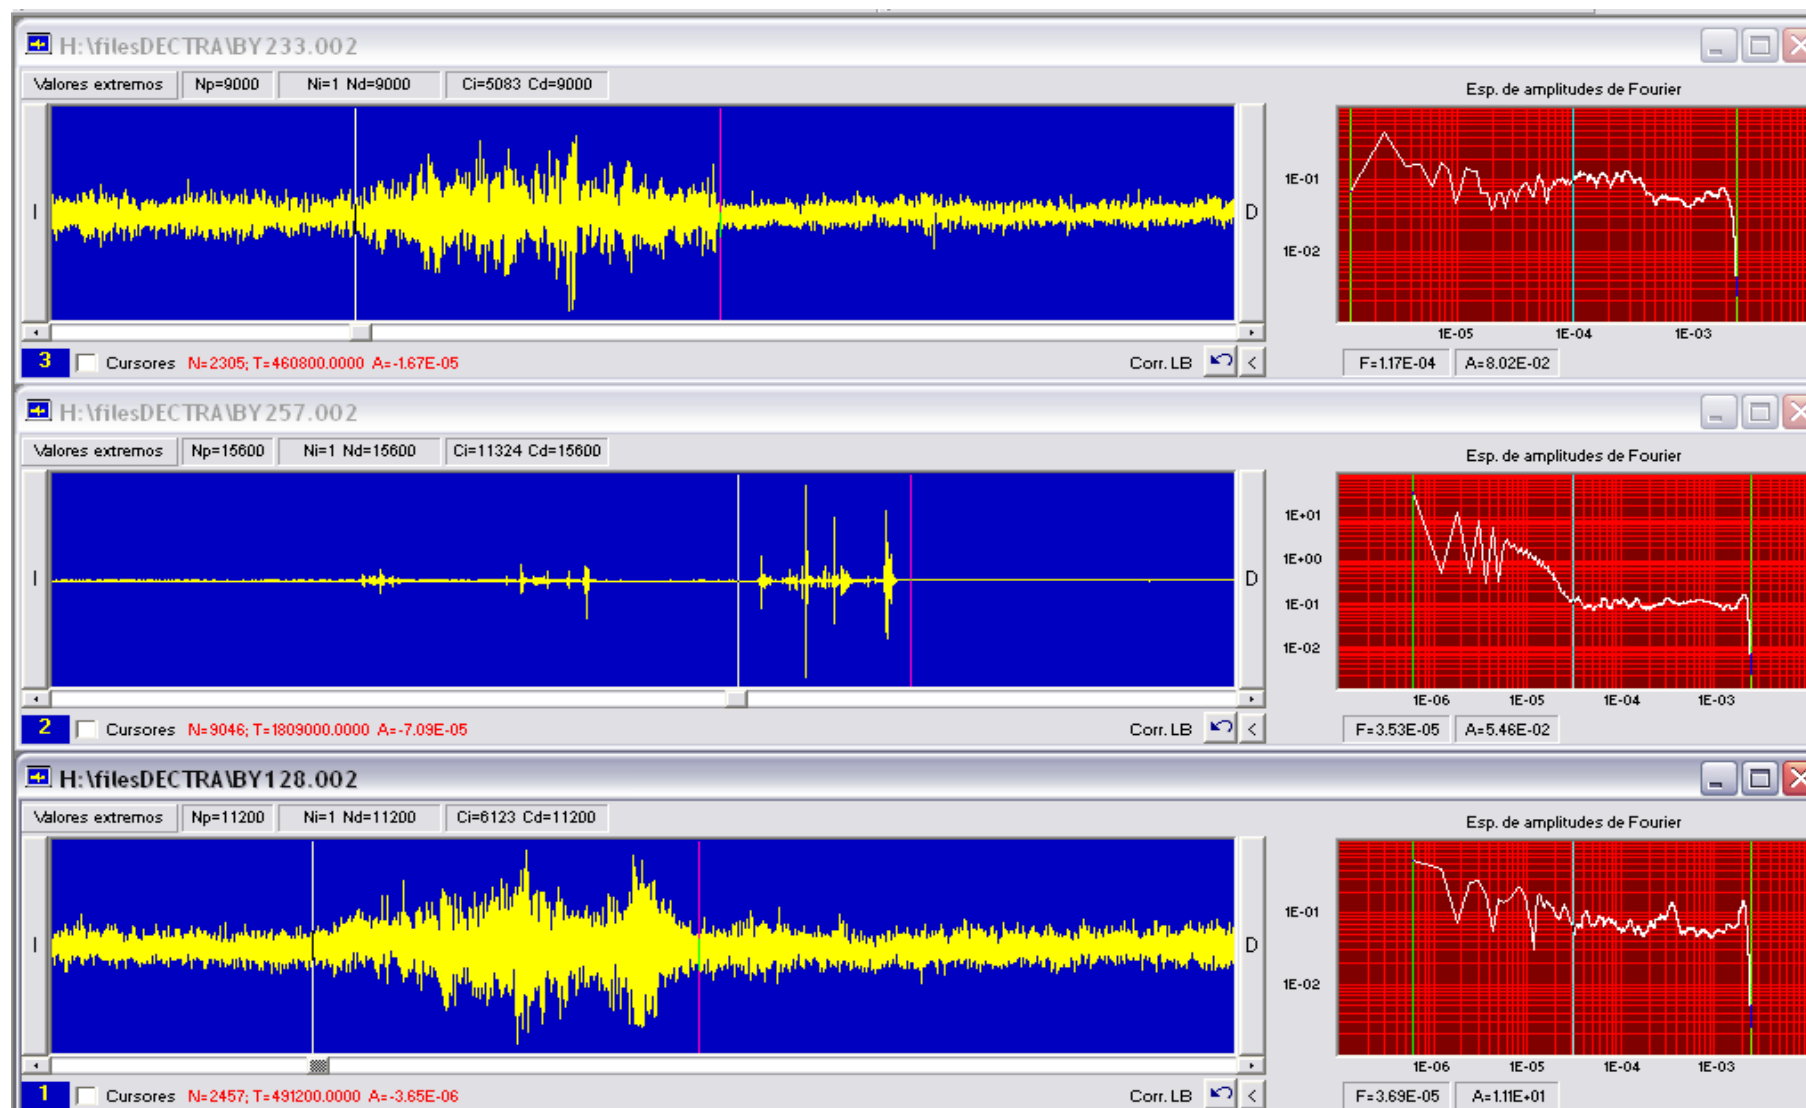 H:\filesDECTRA\BY233.002
Valores extremos Np=9000 Ni=1 Nd=9000 Ci=5083 Cd=9000
Esp. de amplitudes de Fourier
I D
1E-01
1E-02
1E-05 1E-04 1E-03
3 Cursores N=2305; T=460800.0000 A=-1.67E-05 Corr. LB < F=1.17E-04 A=8.02E-02
H:\filesDECTRA\BY257.002
Valores extremos Np=15600 Ni=1 Nd=15600 Ci=11324 Cd=15600
Esp. de amplitudes de Fourier
I D
1E+01
1E+00
1E-01
1E-02
1E-06 1E-05 1E-04 1E-03
2 Cursores N=9046; T=1809000.0000 A=-7.09E-05 Corr. LB < F=3.53E-05 A=5.46E-02
H:\filesDECTRA\BY128.002
Valores extremos Np=11200 Ni=1 Nd=11200 Ci=6123 Cd=11200
Esp. de amplitudes de Fourier
I D
1E-01
1E-02
1E-06 1E-05 1E-04 1E-03
1 Cursores N=2457; T=491200.0000 A=-3.65E-06 Corr. LB < F=3.69E-05 A=1.11E+01